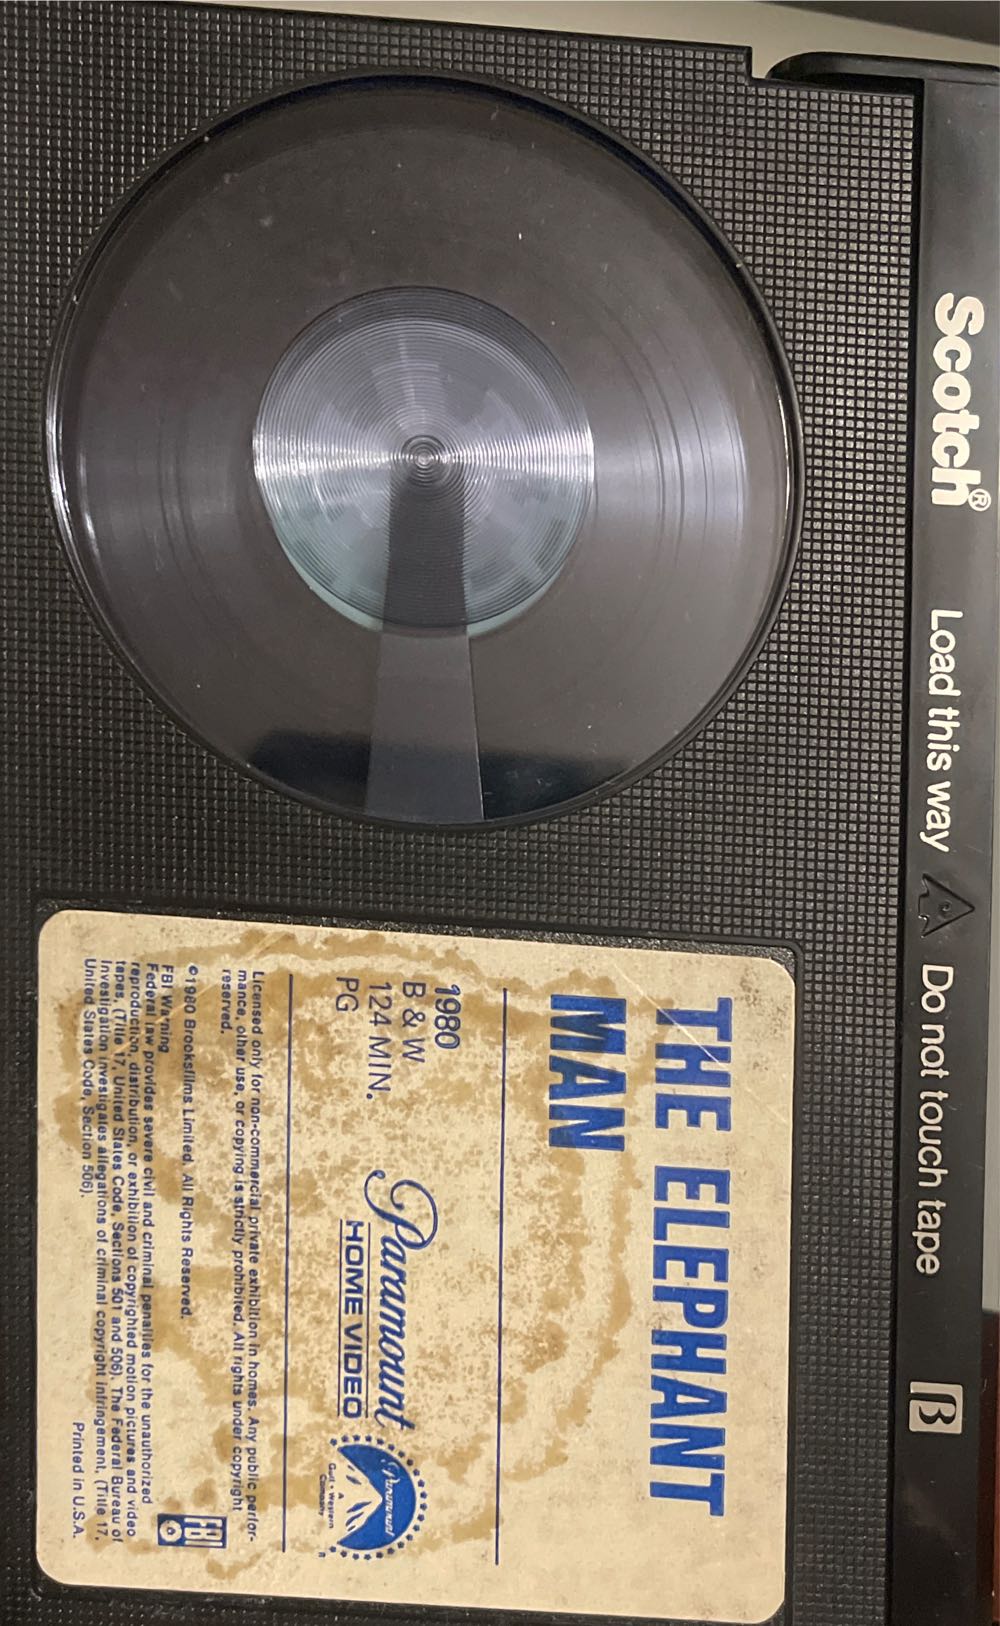 Scotch® Load this way Do not touch tape β
THE ELEPHANT
MAN
1980
B & W
124 MIN.
PG
Paramount
HOME VIDEO
Paramount
A
Gulf + Western
Company
®
Licensed only for non-commercial private exhibition in homes. Any public perfor-
mance, other use, or copying is strictly prohibited. All rights under copyright
reserved.
©1980 Brooksfilms Limited. All Rights Reserved.
FBI Warning
Federal law provides severe civil and criminal penalties for the unauthorized
reproduction, distribution, or exhibition of copyrighted motion pictures and video
tapes, (Title 17, United States Code, Sections 501 and 506). The Federal Bureau of
Investigation investigates allegations of criminal copyright infringement, (Title 17,
United States Code, Section 506).
FBI
Printed in U.S.A.